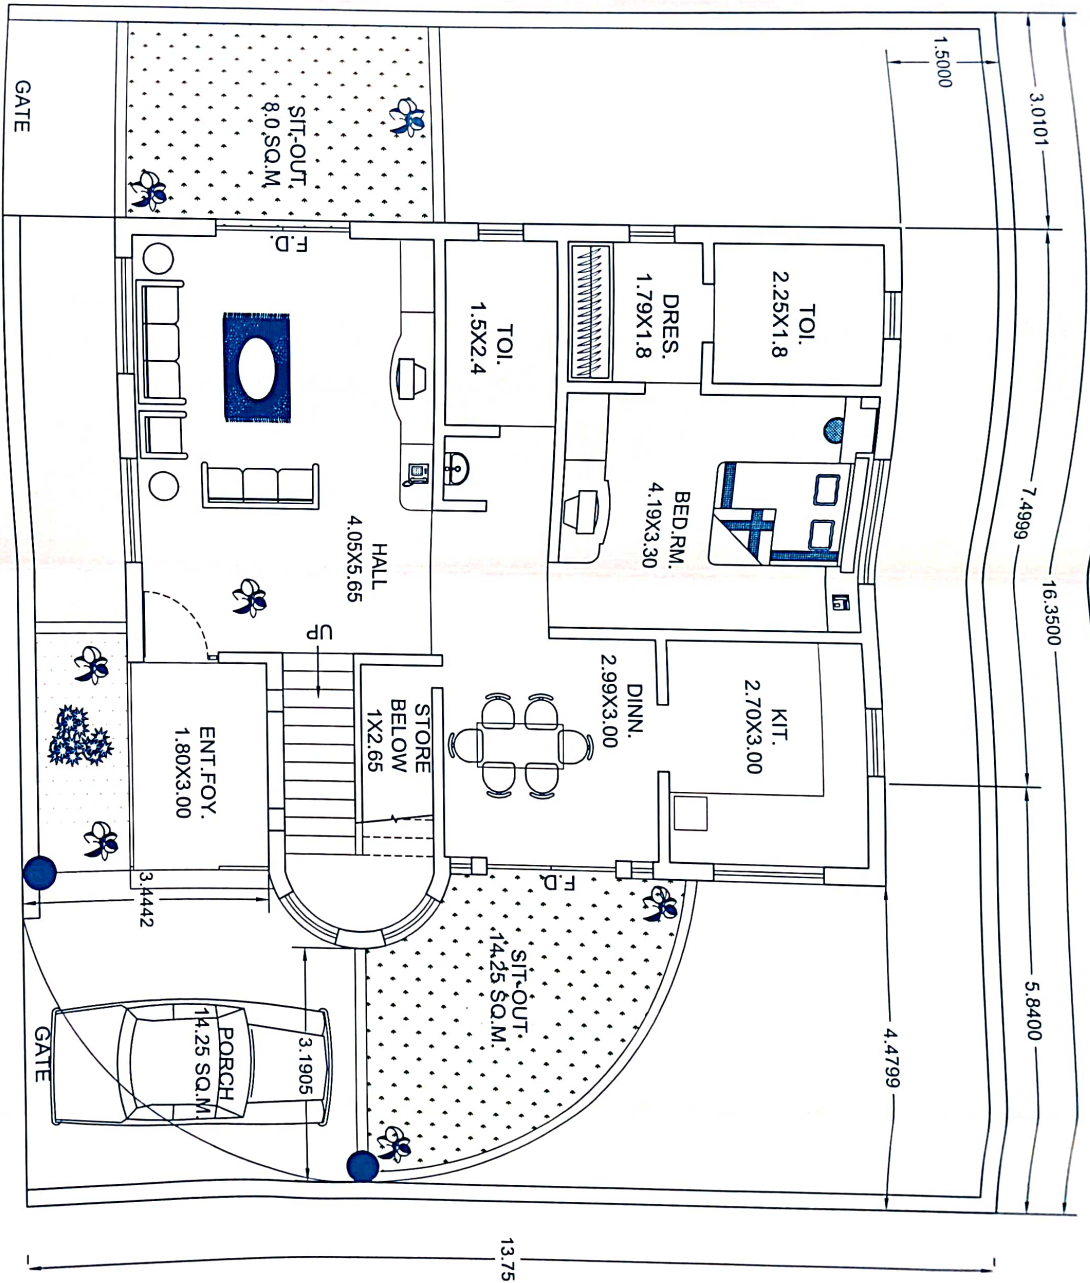 GATE
SIT-OUT
8.0 SQ.M
1.5000
3.0101
F.D.
TOI.
1.5X2.4
DRES.
1.79X1.8
TOI.
2.25X1.8
7.4999
16.3500
HALL
4.05X5.65
BED.RM.
4.19X3.30
UP
STORE
BELOW
1X2.65
DINN.
2.99X3.00
KIT.
2.70X3.00
ENT.FOY.
1.80X3.00
3.4442
F.D.
SIT-OUT
14.25 SQ.M.
5.8400
4.4799
GATE
PORCH
14.25 SQ.M.
3.1905
13.75